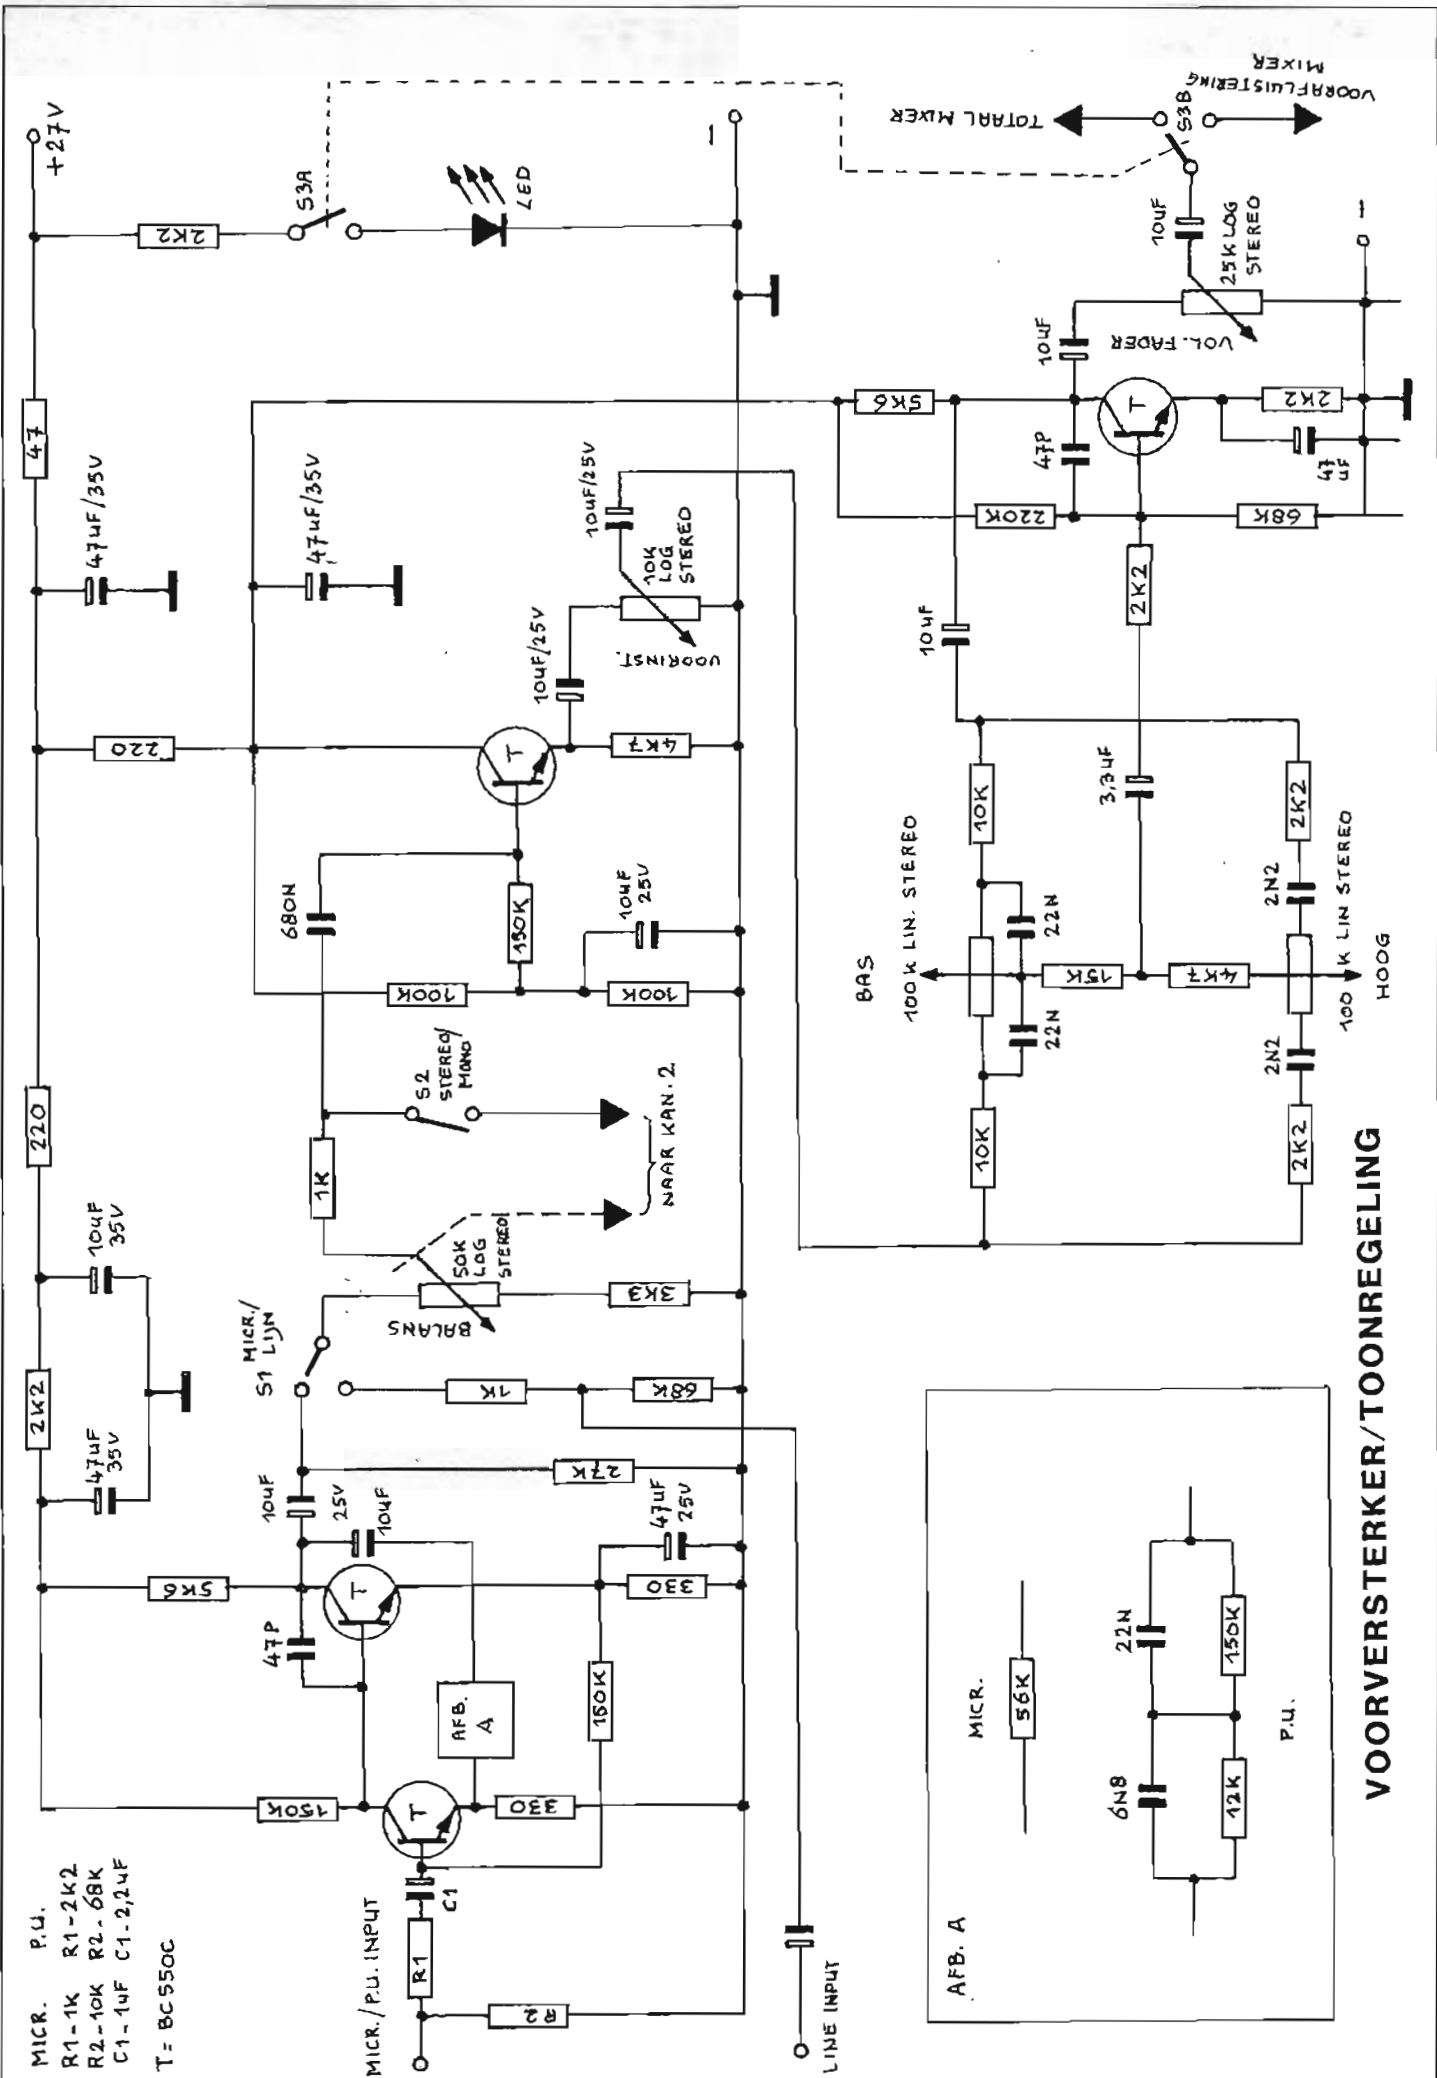 MICR. P.U.
R1-1K R1-2K2
R2-10K R2-68K
C1-1uF C1-2,2uF
T= BC550C
+27V
47
220
2K2
47uF/35V
10uF
35V
47uF
35V
2K2
S3A
LED
–
220
47uF/35V
5K6
150K
47P
T
10uF
25V
10uF
AFB.
A
T
330
150K
330
47uF
25V
27K
MICR./P.U. INPUT
R1
C1
R2
LINE INPUT
S1
MICR./
LIJN
1K
68K
BALANS
50K
LOG
STEREO
3K3
1K
S2
STEREO/
MONO
NAAR KAN. 2
680N
100K
100K
150K
10uF
25V
T
4K7
10uF/25V
10K
LOG
STEREO
VOORINST.
10uF/25V
5K6
220K
47P
T
10uF
68K
2K2
47
uF
2K2
10uF
VOL. FADER
25K LOG
STEREO
10uF
–
S3B
TOTAAL MIXER
VOORAFLUISTERING
MIXER
3,3uF
BAS
100K LIN. STEREO
10K
10K
22N
22N
15K
4K7
2K2
2N2
2N2
2K2
100K LIN STEREO
HOOG
AFB. A
MICR.
56K
6N8
22N
12K
150K
P.U.
VOORVERSTERKER/TOONREGELING